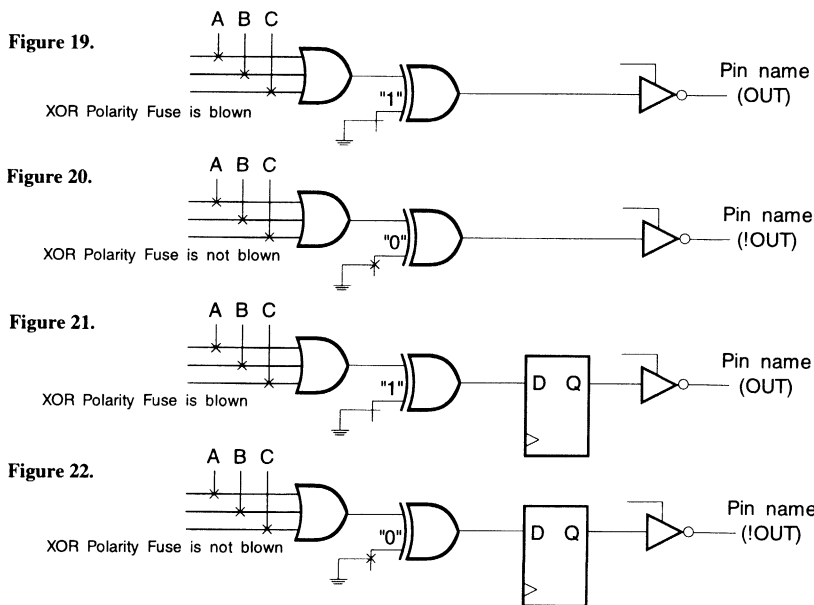 Figure 19.
A B C
"1"
XOR Polarity Fuse is blown
Pin name
(OUT)
Figure 20.
A B C
"0"
XOR Polarity Fuse is not blown
Pin name
(!OUT)
Figure 21.
A B C
"1"
D Q
XOR Polarity Fuse is blown
Pin name
(OUT)
Figure 22.
A B C
"0"
D Q
XOR Polarity Fuse is not blown
Pin name
(!OUT)